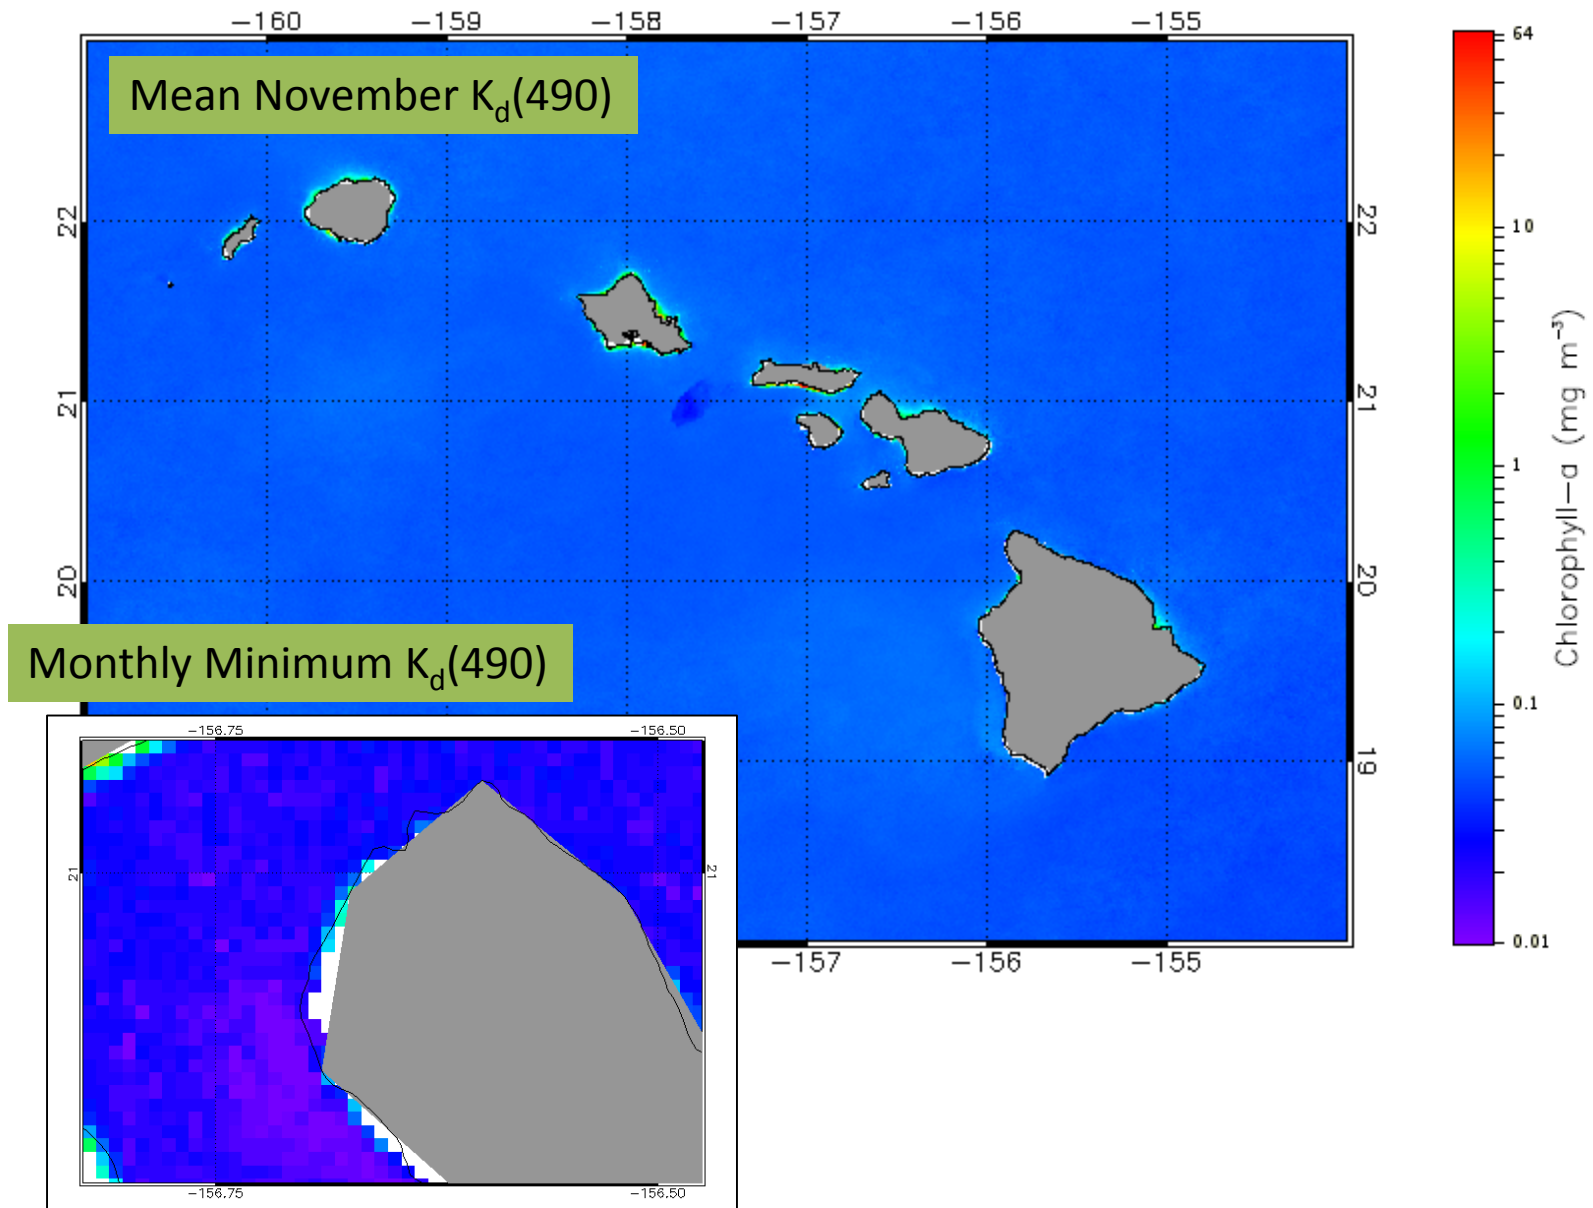 −160 −159 −158 −157 −156 −155
Mean November Kd(490)
22 22
21 21
20 20
19
Monthly Minimum Kd(490)
−157 −156 −155
−156.75 −156.50
21 21
−156.75 −156.50
64
10
1
0.1
0.01
Chlorophyll−a (mg m⁻³)